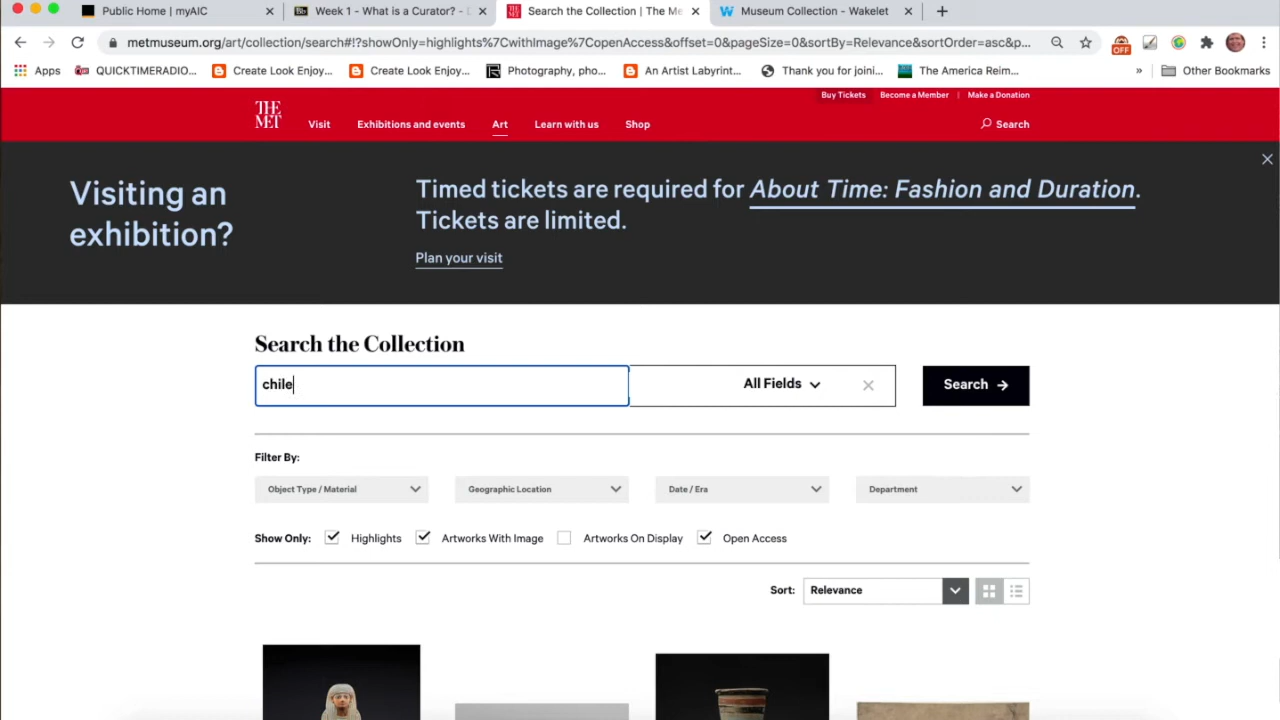 Public Home | myAIC
Week 1 - What is a Curator? - D
Search the Collection | The Me
Museum Collection - Wakelet
metmuseum.org/art/collection/search#!?showOnly=highlights%7CwithImage%7CopenAccess&offset=0&pageSize=0&sortBy=Relevance&sortOrder=asc&p...
OFF
Apps
QUICKTIMERADIO...
Create Look Enjoy...
Create Look Enjoy...
Photography, pho...
An Artist Labyrint...
Thank you for joini...
The America Reim...
»
Other Bookmarks
Buy Tickets
Become a Member
|
Make a Donation
THE MET
Visit
Exhibitions and events
Art
Learn with us
Shop
Search
Visiting an
exhibition?
Timed tickets are required for About Time: Fashion and Duration.
Tickets are limited.
Plan your visit
Search the Collection
chile
All Fields
Search
Filter By:
Object Type / Material
Geographic Location
Date / Era
Department
Show Only:
Highlights
Artworks With Image
Artworks On Display
Open Access
Sort:
Relevance